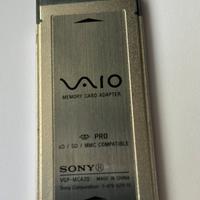 VAIO
MEMORY CARD ADAPTER
PRO
xD / SD / MMC COMPATIBLE
SONY
VGP-MCA20 MADE IN CHINA
Sony Corporation